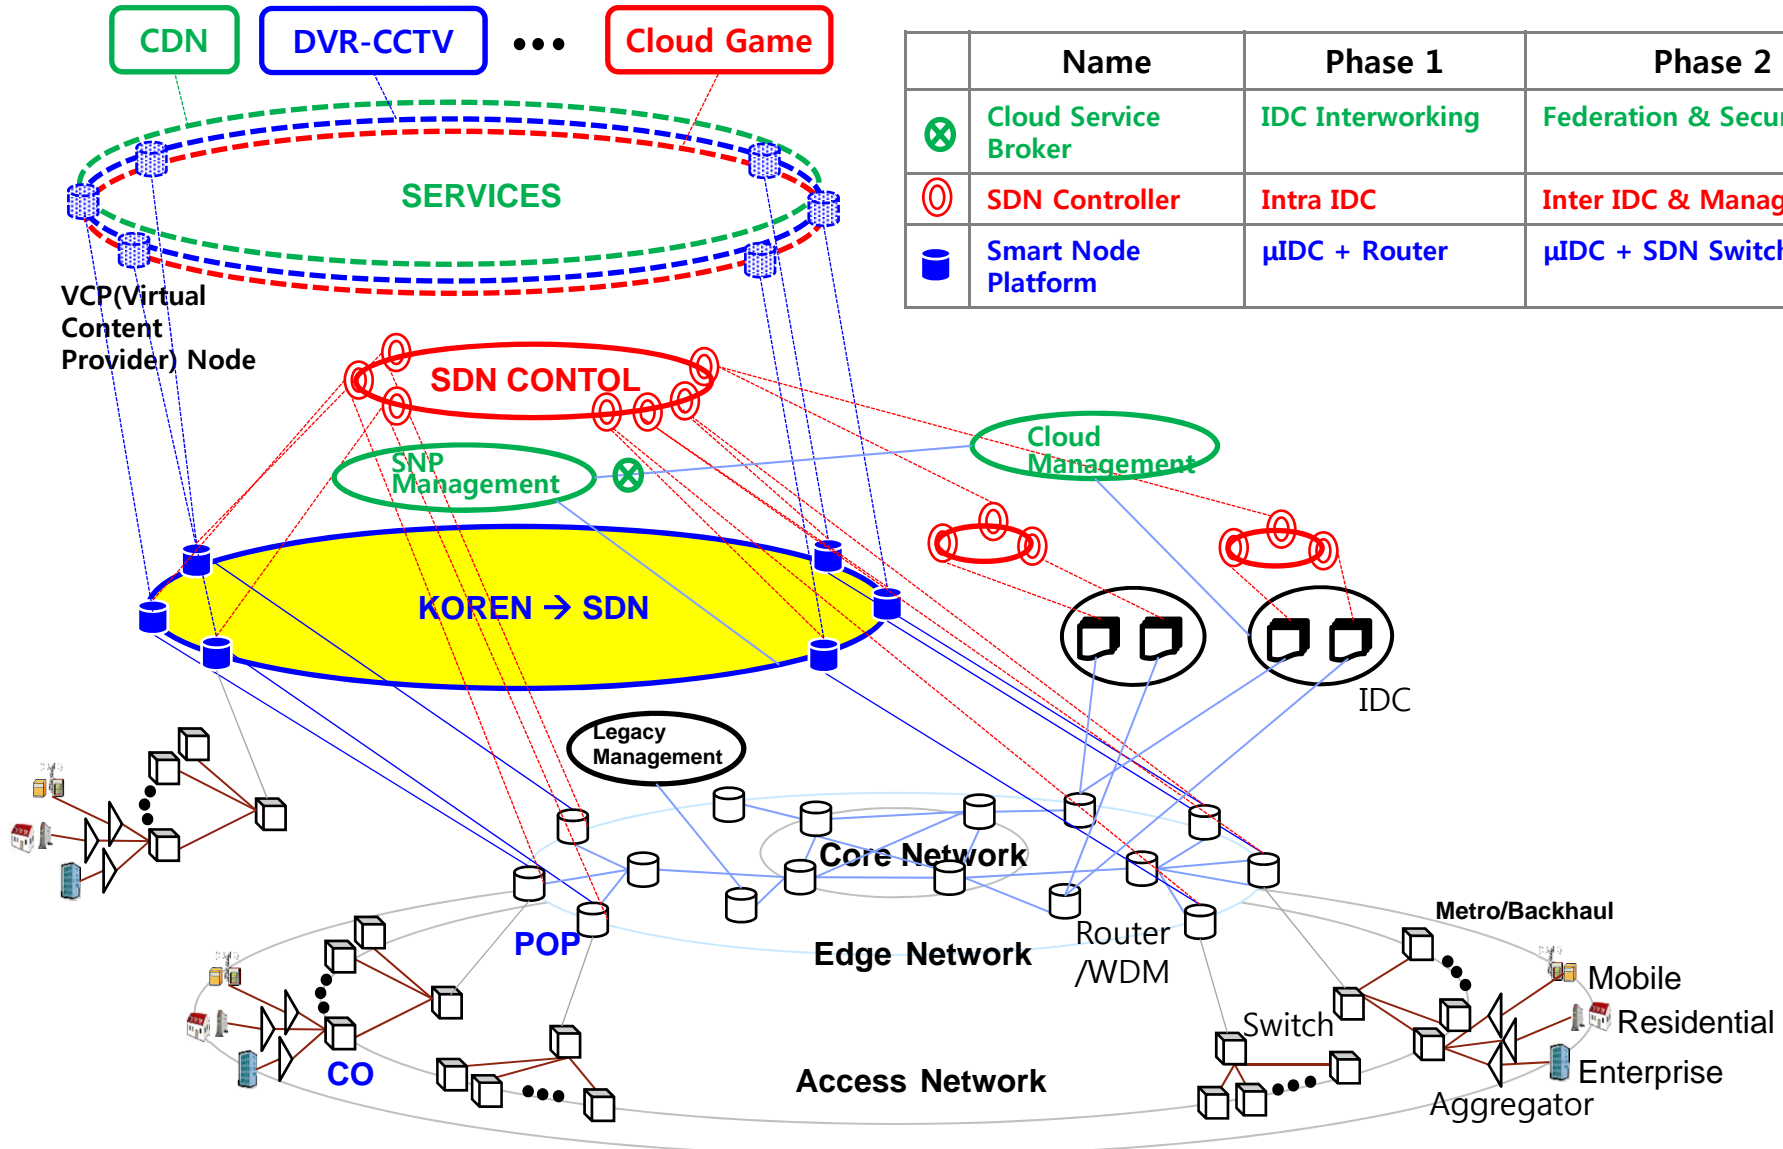 CDN
DVR-CCTV
Cloud Game
Name
Phase 1
Phase 2
Cloud Service
Broker
IDC Interworking
Federation & Secur
SDN Controller
Intra IDC
Inter IDC & Manag
Smart Node
Platform
μIDC + Router
μIDC + SDN Switch
SERVICES
VCP(Virtual
Content
Provider) Node
SDN CONTOL
SNP
Management
Cloud
Management
KOREN → SDN
IDC
Legacy
Management
Core Network
POP
Edge Network
Router
/WDM
Metro/Backhaul
Mobile
Switch
Residential
CO
Access Network
Enterprise
Aggregator